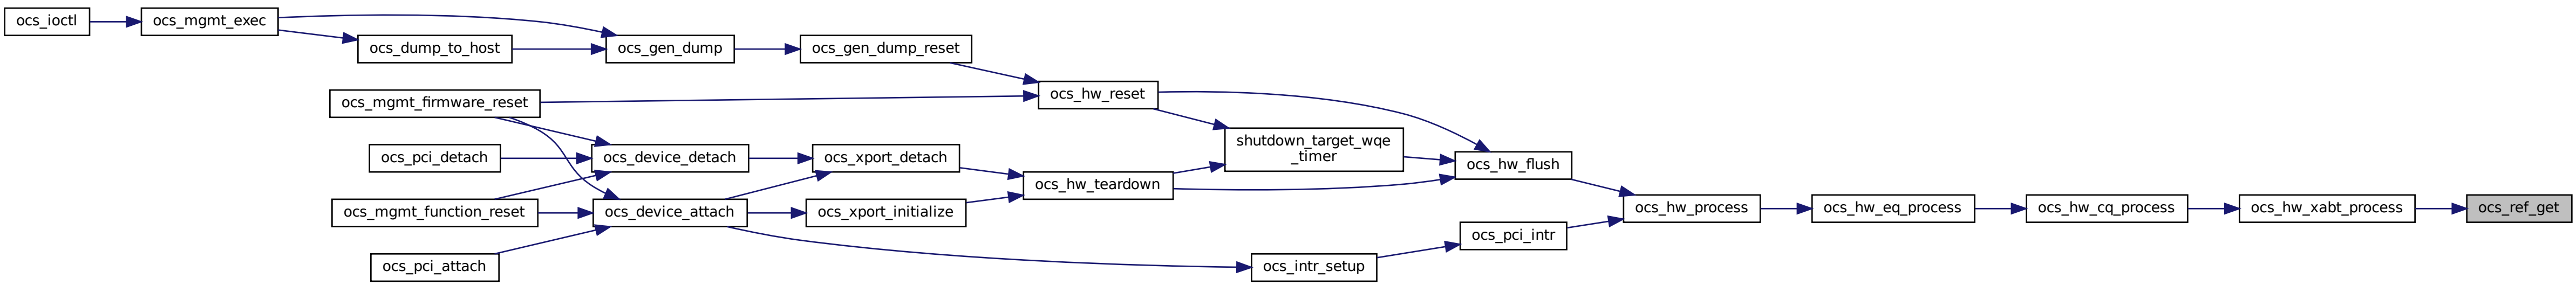 ocs_ioctl
ocs_mgmt_exec
ocs_dump_to_host
ocs_gen_dump
ocs_gen_dump_reset
ocs_mgmt_firmware_reset
ocs_hw_reset
ocs_pci_detach
ocs_device_detach
ocs_xport_detach
shutdown_target_wqe
_timer
ocs_hw_flush
ocs_hw_teardown
ocs_mgmt_function_reset
ocs_device_attach
ocs_xport_initialize
ocs_hw_process
ocs_hw_eq_process
ocs_hw_cq_process
ocs_hw_xabt_process
ocs_ref_get
ocs_pci_intr
ocs_pci_attach
ocs_intr_setup